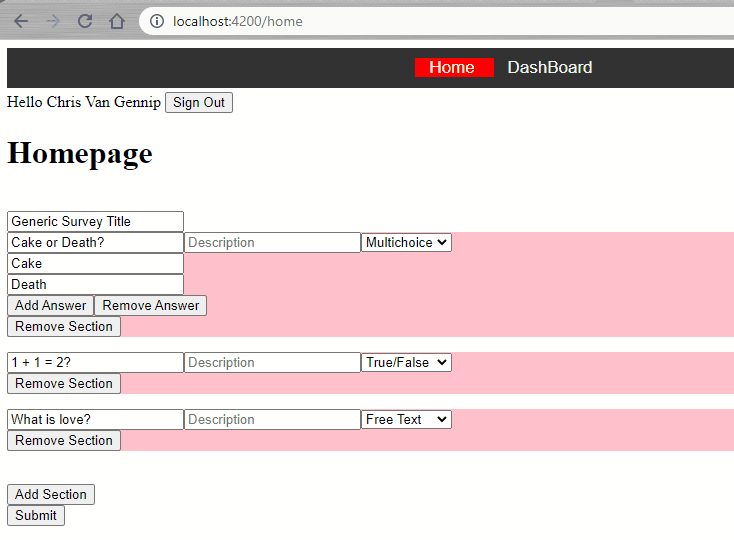 localhost:4200/home
Home DashBoard
Hello Chris Van Gennip Sign Out
Homepage
Generic Survey Title
Cake or Death? Description Multichoice
Cake
Death
Add Answer Remove Answer
Remove Section
1 + 1 = 2? Description True/False
Remove Section
What is love? Description Free Text
Remove Section
Add Section
Submit